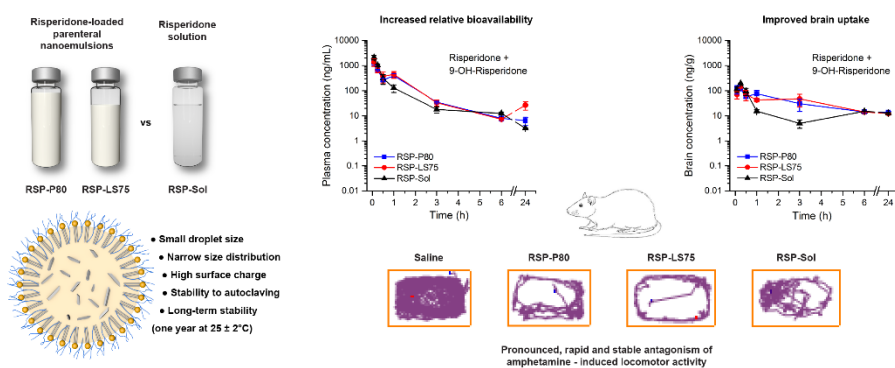 Risperidone-loaded
parenteral
nanoemulsions
Risperidone
solution
vs
RSP-P80
RSP-LS75
RSP-Sol
● Small droplet size
● Narrow size distribution
● High surface charge
● Stability to autoclaving
● Long-term stability
(one year at 25 ± 2°C)
Increased relative bioavailability
Plasma concentration (ng/mL)
10000
1000
100
10
1
0.1
0.01
Risperidone +
9-OH-Risperidone
RSP-P80
RSP-LS75
RSP-Sol
0 1 2 3 4 5 6 24
Time (h)
Improved brain uptake
Brain concentration (ng/g)
10000
1000
100
10
1
0.1
0.01
Risperidone +
9-OH-Risperidone
RSP-P80
RSP-LS75
RSP-Sol
0 1 2 3 4 5 6 24
Time (h)
Saline
RSP-P80
RSP-LS75
RSP-Sol
Pronounced, rapid and stable antagonism of
amphetamine - induced locomotor activity